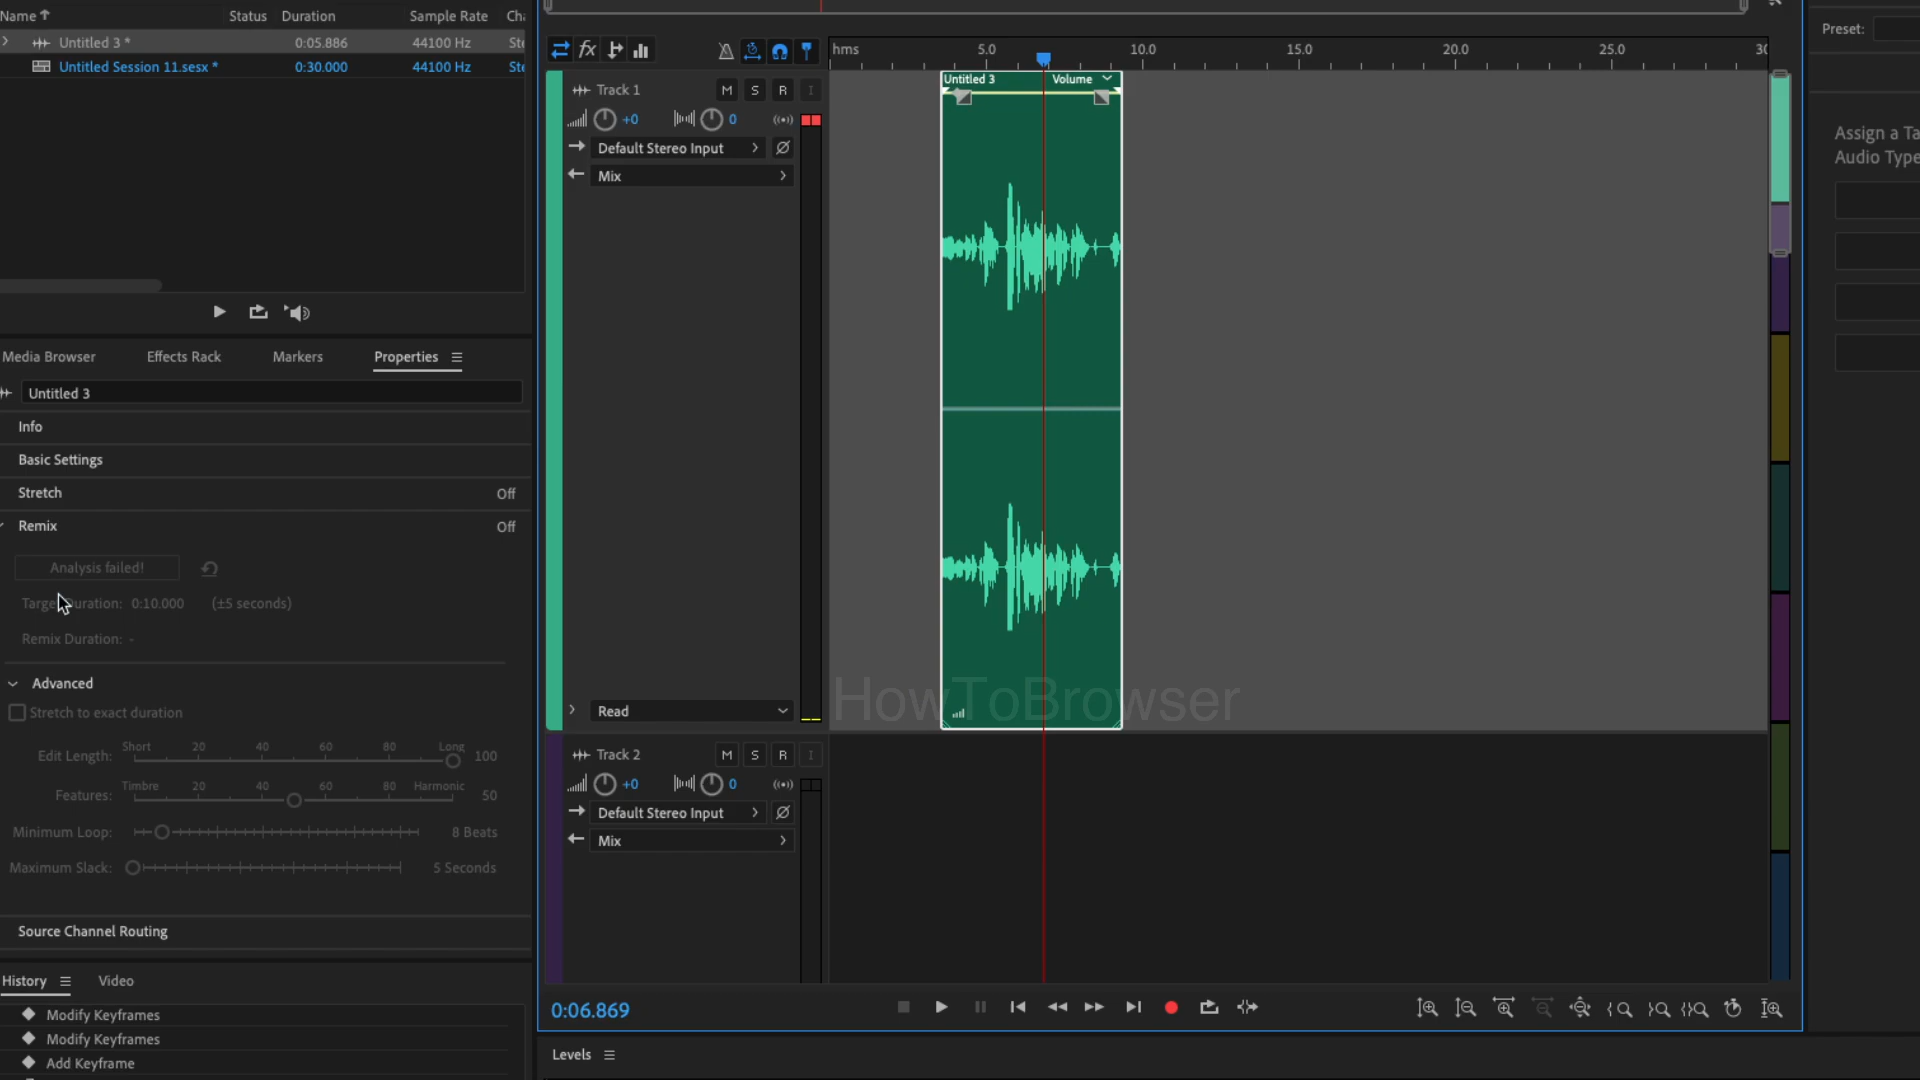 Name Status Duration Sample Rate Ch
Untitled 3 * 0:05.886 44100 Hz Ste
Untitled Session 11.sesx * 0:30.000 44100 Hz Ste
Media Browser Effects Rack Markers Properties
Untitled 3
Info
Basic Settings
Stretch Off
Remix Off
Analysis failed!
Target Duration: 0:10.000 (±5 seconds)
Remix Duration: -
Advanced
Stretch to exact duration
Short 20 40 60 80 Long
Edit Length: 100
Timbre 20 60 80 Harmonic
Features: 50
Minimum Loop: 8 Beats
Maximum Slack: 5 Seconds
Source Channel Routing
History Video
Modify Keyframes
Modify Keyframes
Add Keyframe
fx
hms 5.0 10.0 15.0 20.0 25.0 30
Untitled 3 Volume
Track 1 M S R I
+0 0
Default Stereo Input
Mix
Read
HowToBrowser
Track 2 M S R I
+0 0
Default Stereo Input
Mix
0:06.869
Levels
Preset:
Assign a Ta
Audio Type